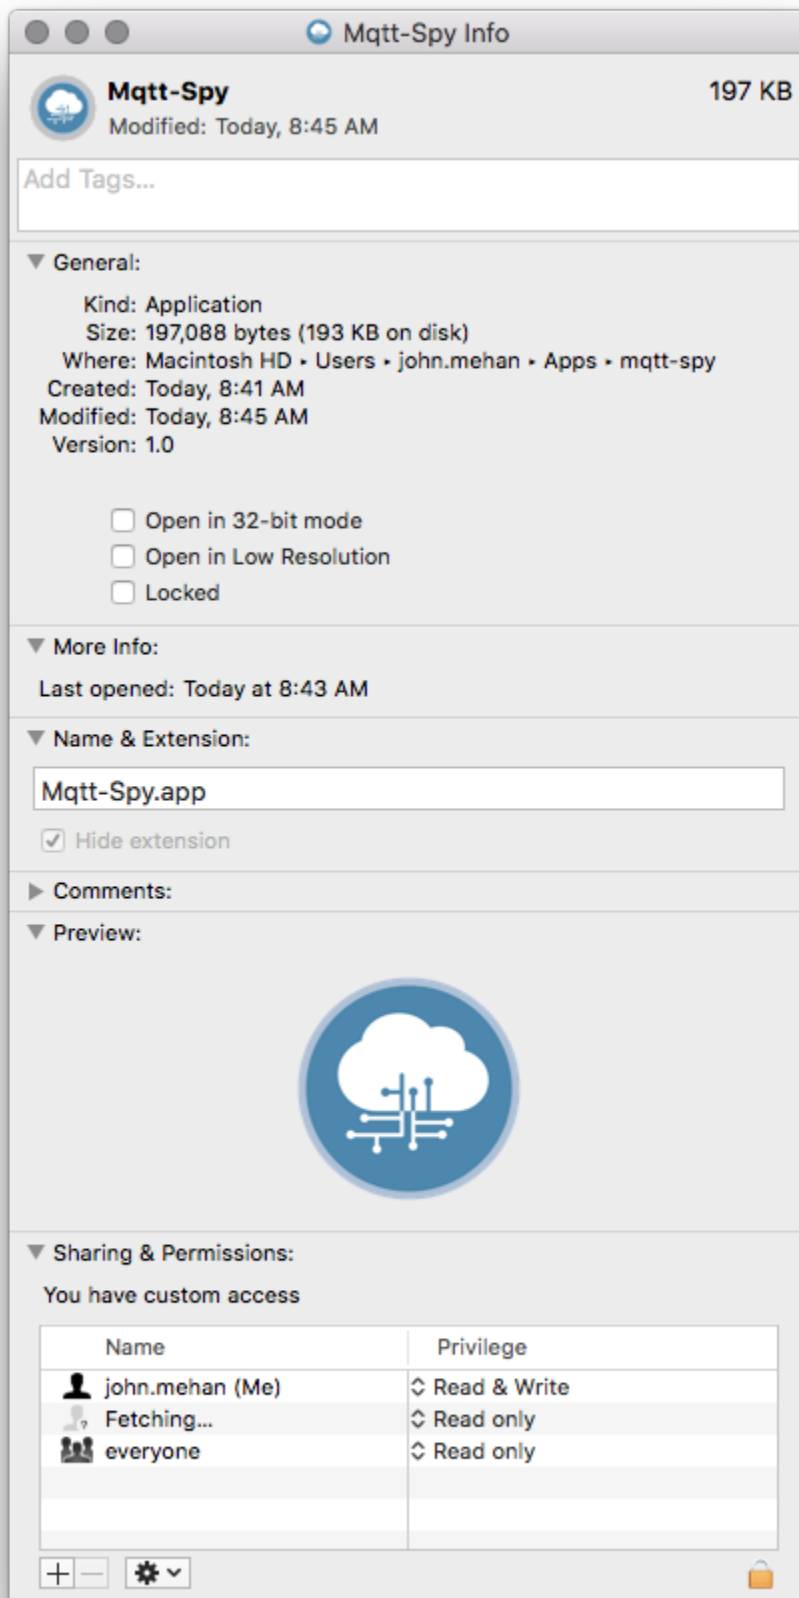 Mqtt-Spy Info
Mqtt-Spy 197 KB
Modified: Today, 8:45 AM
Add Tags...
General:
Kind: Application
Size: 197,088 bytes (193 KB on disk)
Where: Macintosh HD ▸ Users ▸ john.mehan ▸ Apps ▸ mqtt-spy
Created: Today, 8:41 AM
Modified: Today, 8:45 AM
Version: 1.0
Open in 32-bit mode
Open in Low Resolution
Locked
More Info:
Last opened: Today at 8:43 AM
Name & Extension:
Mqtt-Spy.app
Hide extension
Comments:
Preview:
Sharing & Permissions:
You have custom access
Name Privilege
john.mehan (Me) Read & Write
Fetching... Read only
everyone Read only